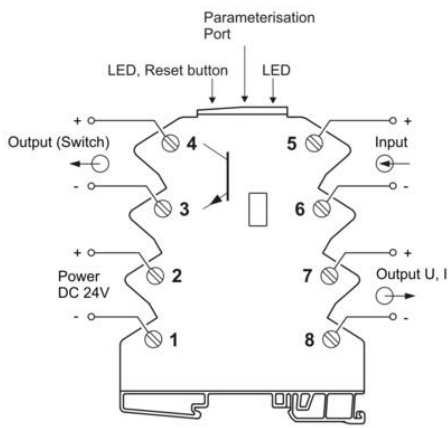 Parameterisation
Port
LED, Reset button
LED
+
4
5
+
Output (Switch)
Input
-
3
6
-
+
2
7
+
Power
DC 24V
Output U, I
-
1
8
-